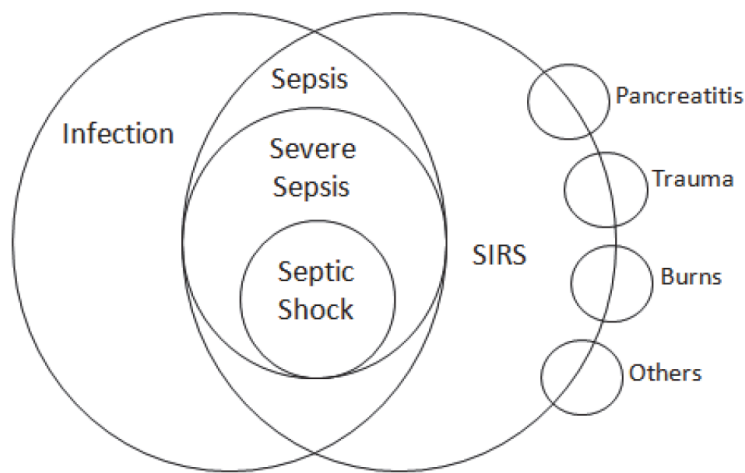 Sepsis
Infection
Severe
Sepsis
Septic
Shock
SIRS
Pancreatitis
Trauma
Burns
Others